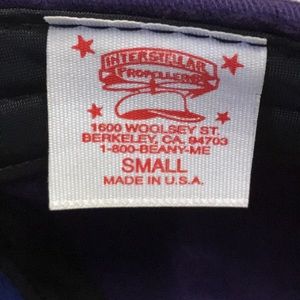 INTERSTELLAR
PROPELLERS
1600 WOOLSEY ST.
BERKELEY, CA. 94703
1-800-BEANY-ME
SMALL
MADE IN U.S.A.